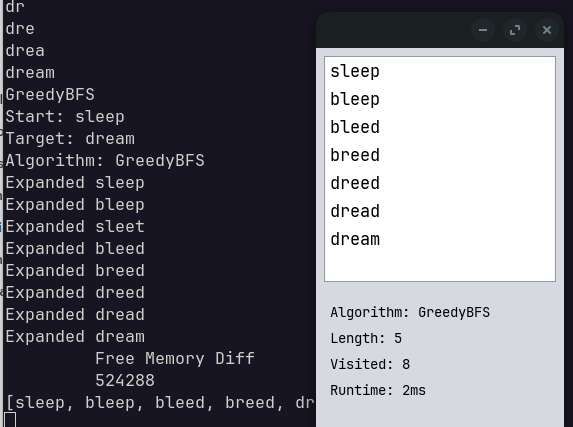 dr
dre
drea
dream
GreedyBFS
Start: sleep
Target: dream
Algorithm: GreedyBFS
Expanded sleep
Expanded bleep
Expanded sleet
Expanded bleed
Expanded breed
Expanded dreed
Expanded dread
Expanded dream
Free Memory Diff
524288
[sleep, bleep, bleed, breed, dr
sleep
bleep
bleed
breed
dreed
dread
dream
Algorithm: GreedyBFS
Length: 5
Visited: 8
Runtime: 2ms